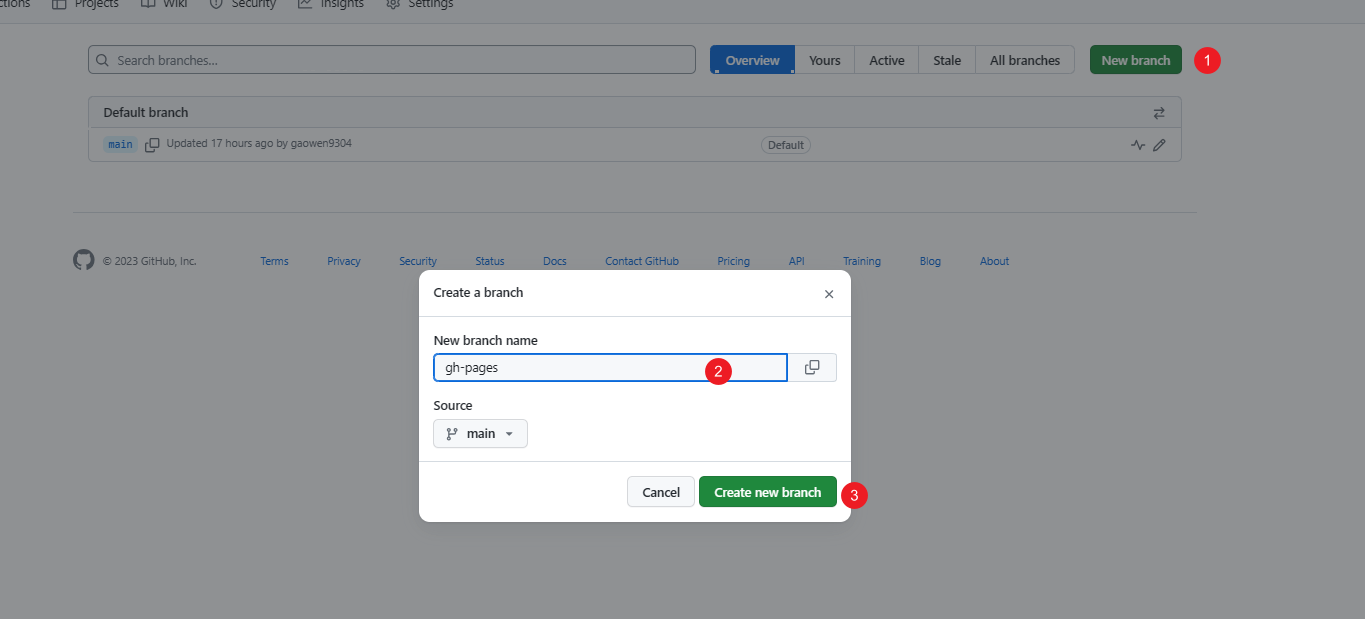 ctions Projects Wiki Security Insights Settings
Search branches... Overview Yours Active Stale All branches New branch 1
Default branch
main Updated 17 hours ago by gaowen9304 Default
© 2023 GitHub, Inc. Terms Privacy Security Status Docs Contact GitHub Pricing API Training Blog About
Create a branch
New branch name
gh-pages 2
Source
main
Cancel Create new branch 3